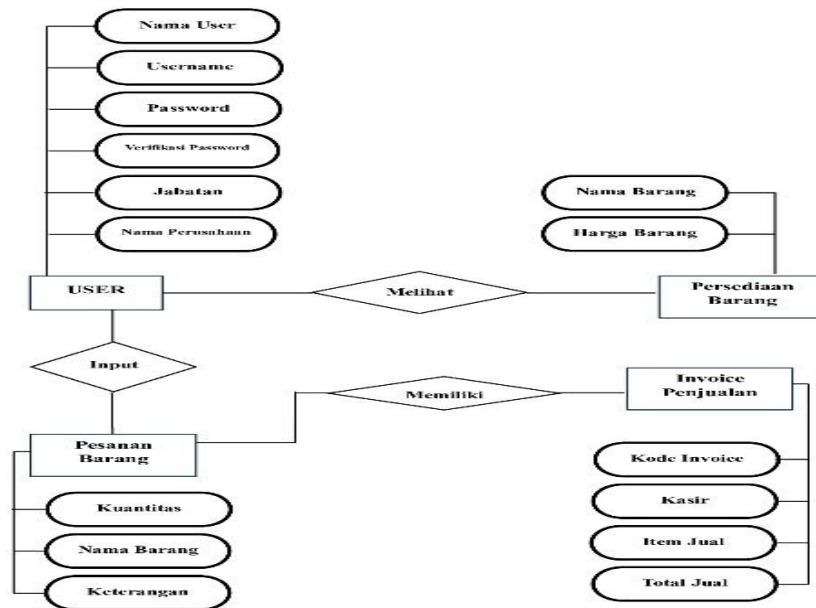 Nama User
Username
Password
Verifikasi Password
Jabatan
Nama Perusahaan
Nama Barang
Harga Barang
USER
Melihat
Persediaan
Barang
Input
Memiliki
Invoice
Penjualan
Pesanan
Barang
Kuantitas
Nama Barang
Keterangan
Kode Invoice
Kasir
Item Jual
Total Jual